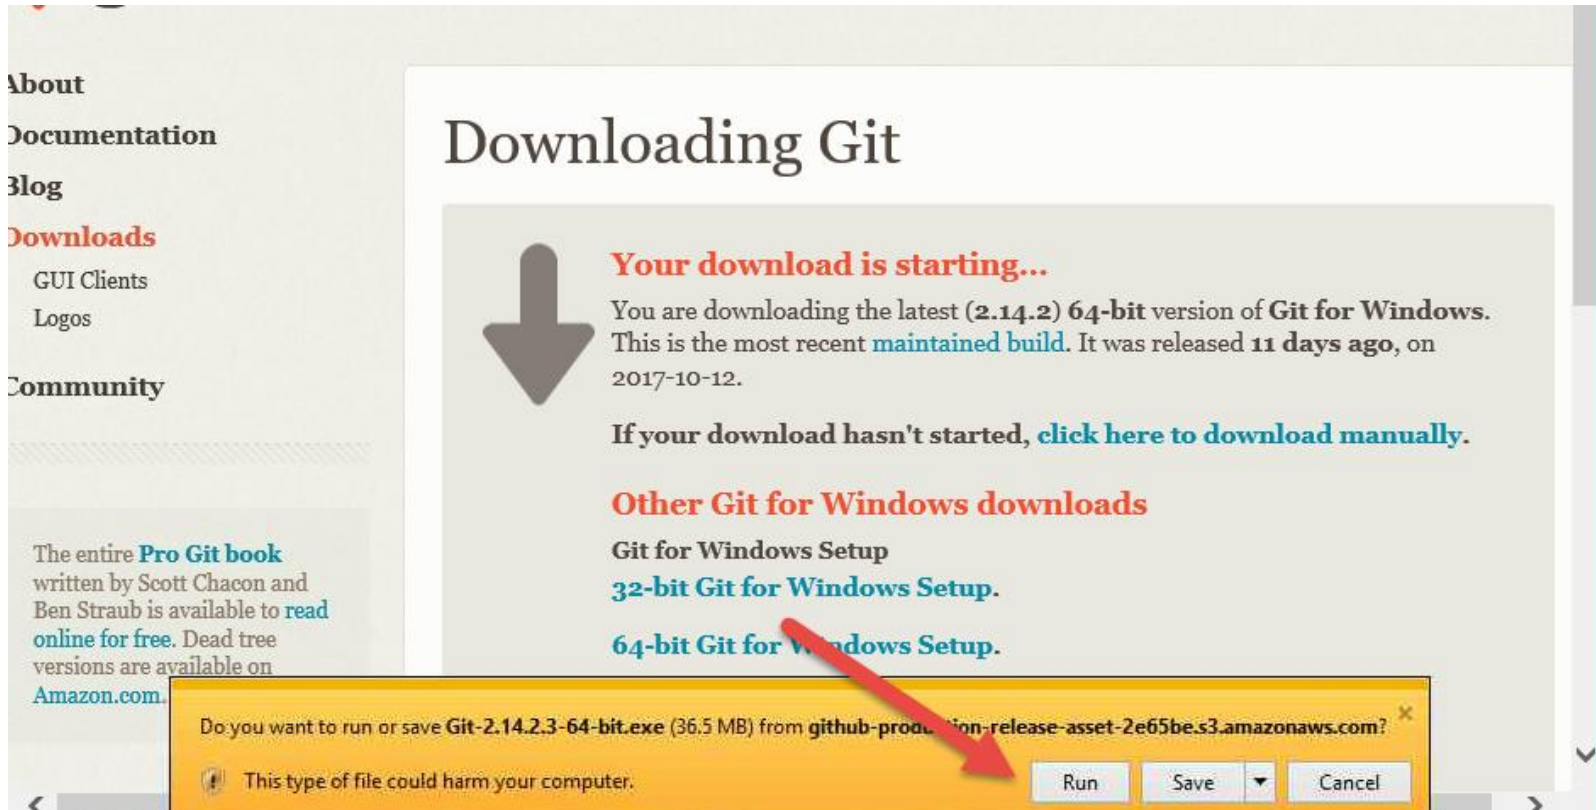 About
Documentation
Blog
Downloads
GUI Clients
Logos
Community
The entire Pro Git book
written by Scott Chacon and
Ben Straub is available to read
online for free. Dead tree
versions are available on
Amazon.com.
Downloading Git
Your download is starting...
You are downloading the latest (2.14.2) 64-bit version of Git for Windows.
This is the most recent maintained build. It was released 11 days ago, on
2017-10-12.
If your download hasn't started, click here to download manually.
Other Git for Windows downloads
Git for Windows Setup
32-bit Git for Windows Setup.
64-bit Git for Windows Setup.
Do you want to run or save Git-2.14.2.3-64-bit.exe (36.5 MB) from github-production-release-asset-2e65be.s3.amazonaws.com?
This type of file could harm your computer.
Run
Save
Cancel